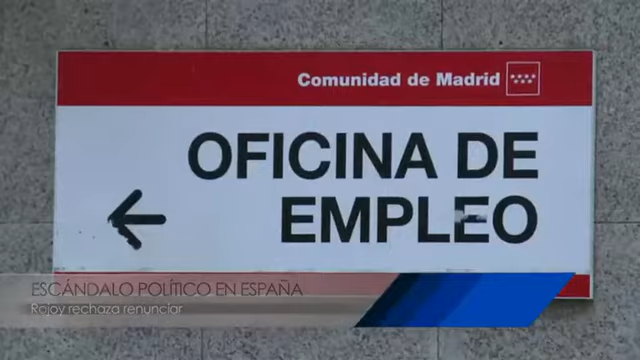 Comunidad de Madrid
OFICINA DE
EMPLEO
ESCÁNDALO POLÍTICO EN ESPAÑA
Rajoy rechaza renunciar